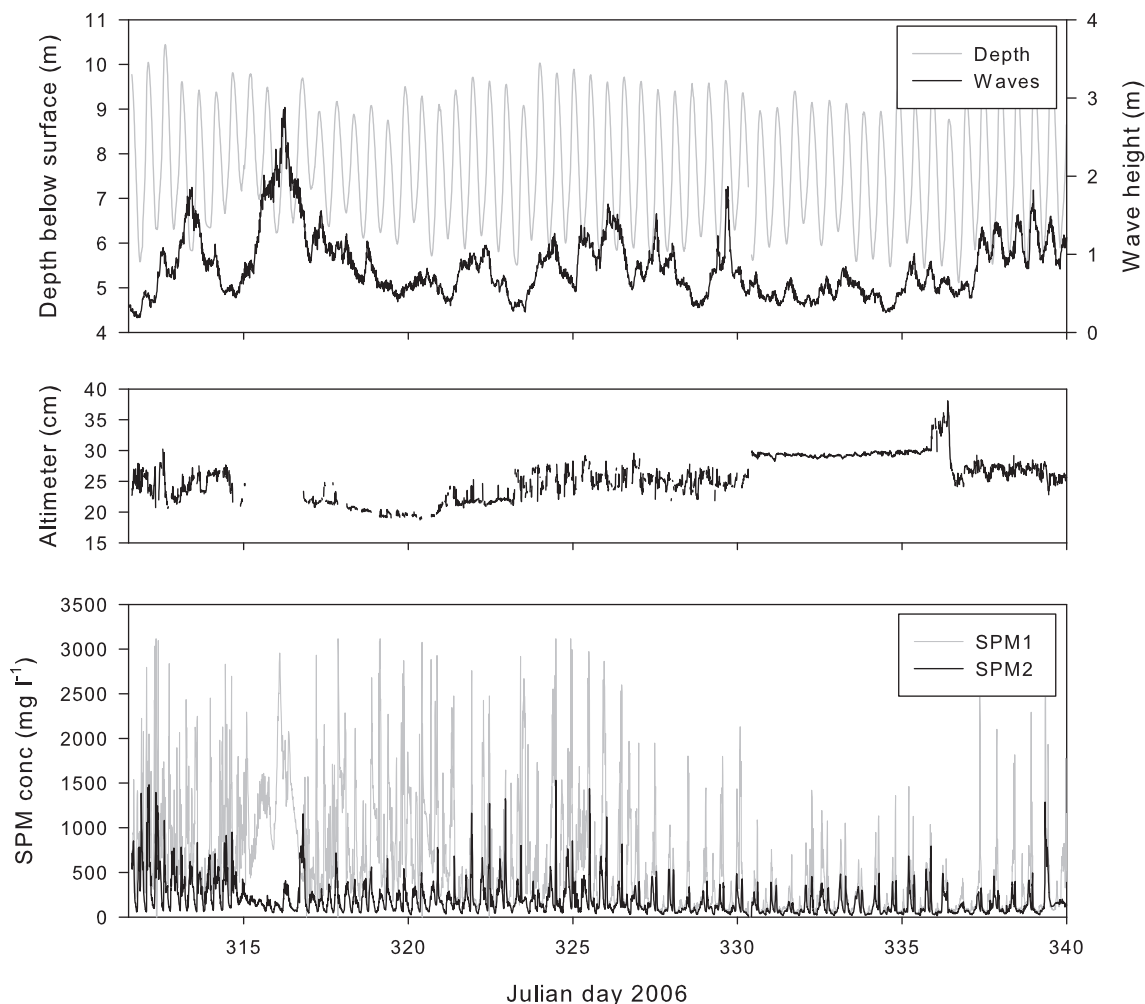 11
10
9
8
7
6
5
4
Depth below surface (m)
4
3
2
1
0
Wave height (m)
Depth
Waves
40
35
30
25
20
15
Altimeter (cm)
3500
3000
2500
2000
1500
1000
500
0
SPM conc (mg l⁻¹)
SPM1
SPM2
315 320 325 330 335 340
Julian day 2006